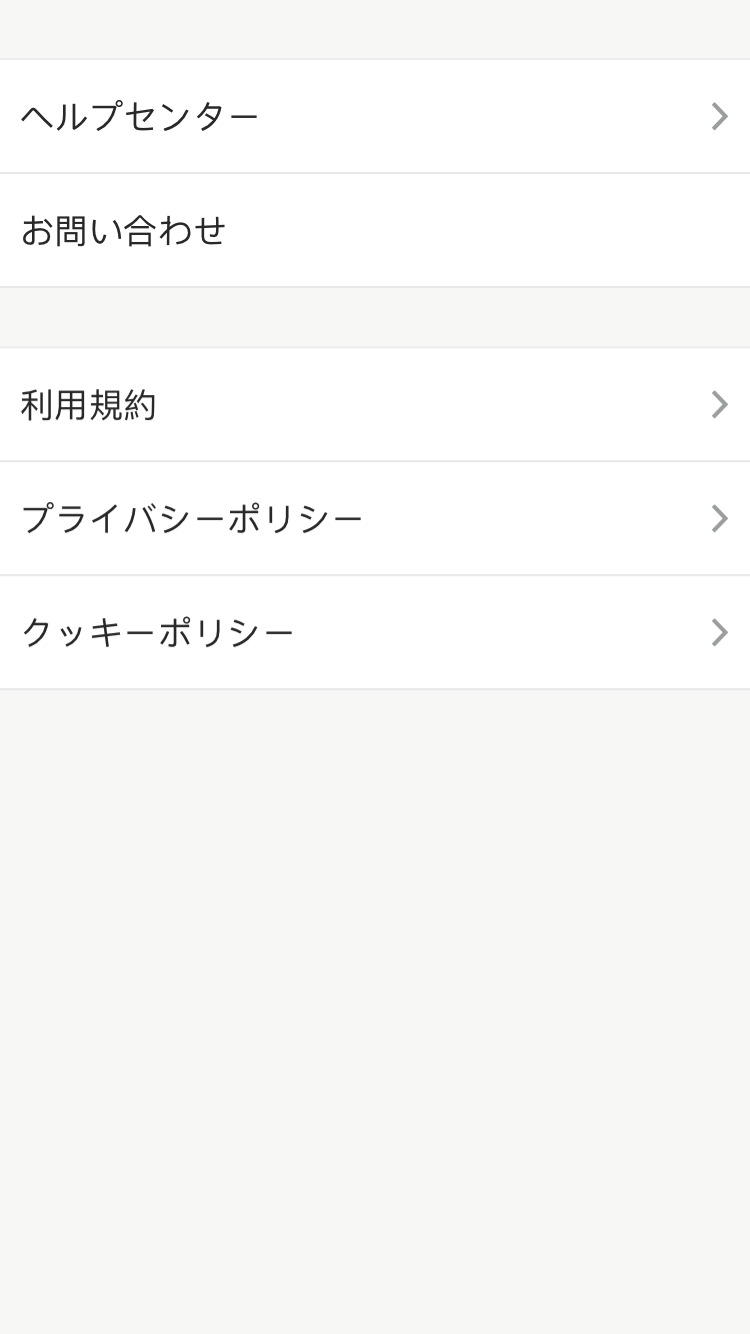 ヘルプセンター
お問い合わせ
利用規約
プライバシーポリシー
クッキーポリシー